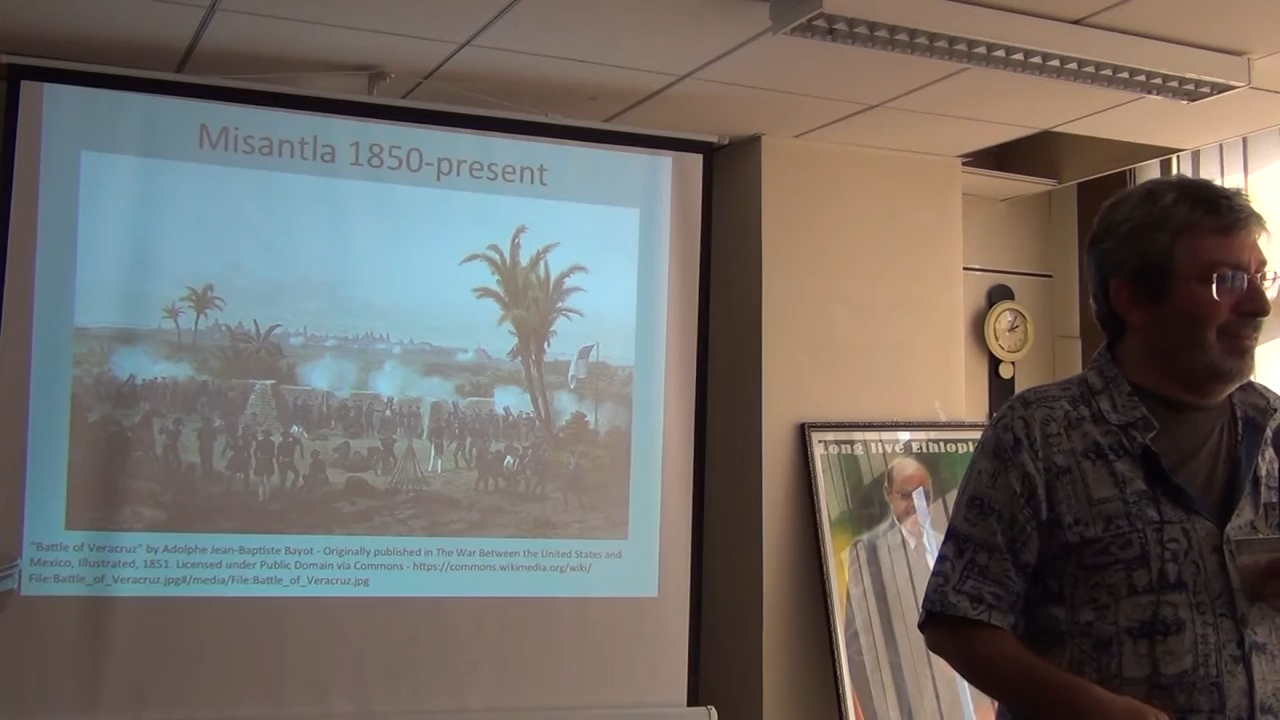 Misantla 1850-present
"Battle of Veracruz" by Adolphe Jean-Baptiste Bayot - Originally published in The War Between the United States and
Mexico, Illustrated, 1851. Licensed under Public Domain via Commons - https://commons.wikimedia.org/wiki/
File:Battle_of_Veracruz.jpg#/media/File:Battle_of_Veracruz.jpg
Long live Ethiopi